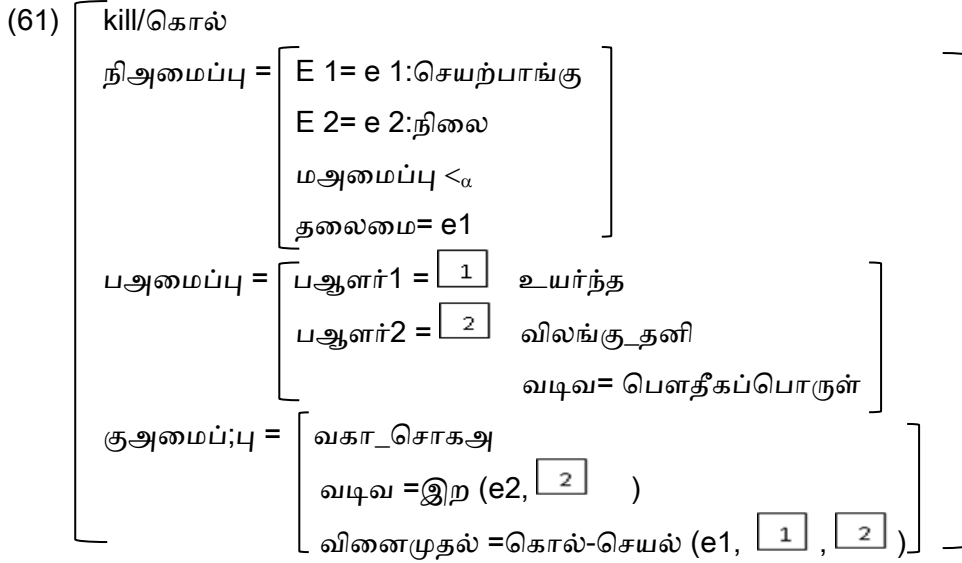 (61) kill/கொல்
நிஅமைப்பு = E 1= e 1:செயற்பாங்கு
E 2= e 2:நிலை
மஅமைப்பு <α
தலைமை= e1
பஅமைப்பு = பஆளர்1 = 1 உயர்ந்த
பஆளர்2 = 2 விலங்கு_தனி
வடிவ= பௌதீகப்பொருள்
குஅமைப்;பு = வகா_சொகஅ
வடிவ =இற (e2, 2 )
வினைமுதல் =கொல்-செயல் (e1, 1 , 2 )